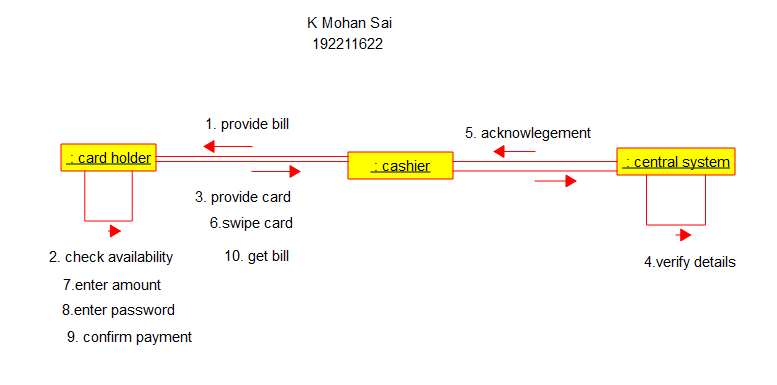 K Mohan Sai
192211622
1. provide bill
5. acknowlegement
: card holder
: cashier
: central system
3. provide card
6.swipe card
10. get bill
2. check availability
7.enter amount
8.enter password
9. confirm payment
4.verify details